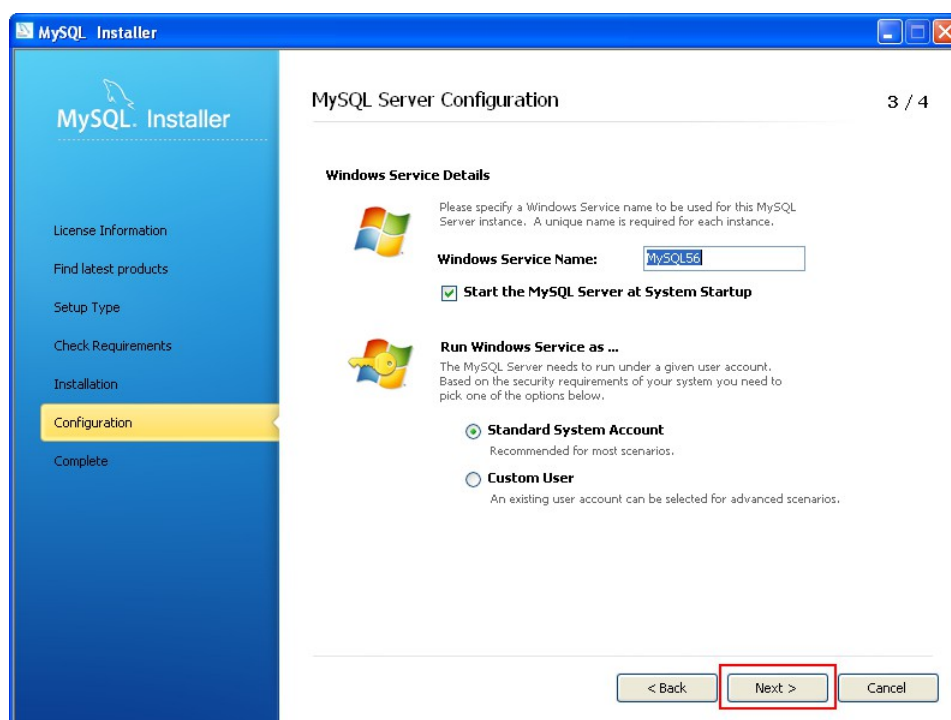 MySQL Installer
MySQL. Installer
License Information
Find latest products
Setup Type
Check Requirements
Installation
Configuration
Complete
MySQL Server Configuration
3 / 4
Windows Service Details
Please specify a Windows Service name to be used for this MySQL
Server instance. A unique name is required for each instance.
Windows Service Name:
MySQL56
Start the MySQL Server at System Startup
Run Windows Service as ...
The MySQL Server needs to run under a given user account.
Based on the security requirements of your system you need to
pick one of the options below.
Standard System Account
Recommended for most scenarios.
Custom User
An existing user account can be selected for advanced scenarios.
< Back
Next >
Cancel